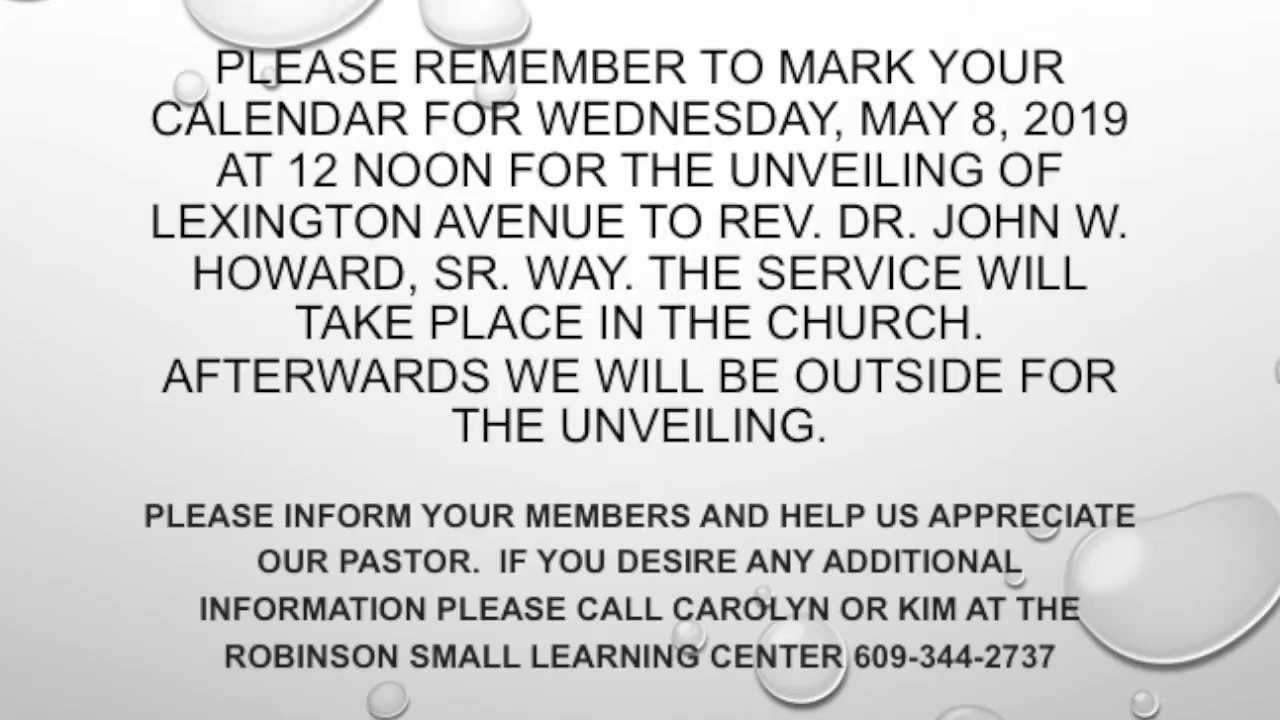 PLEASE REMEMBER TO MARK YOUR
CALENDAR FOR WEDNESDAY, MAY 8, 2019
AT 12 NOON FOR THE UNVEILING OF
LEXINGTON AVENUE TO REV. DR. JOHN W.
HOWARD, SR. WAY. THE SERVICE WILL
TAKE PLACE IN THE CHURCH.
AFTERWARDS WE WILL BE OUTSIDE FOR
THE UNVEILING.
PLEASE INFORM YOUR MEMBERS AND HELP US APPRECIATE
OUR PASTOR. IF YOU DESIRE ANY ADDITIONAL
INFORMATION PLEASE CALL CAROLYN OR KIM AT THE
ROBINSON SMALL LEARNING CENTER 609-344-2737